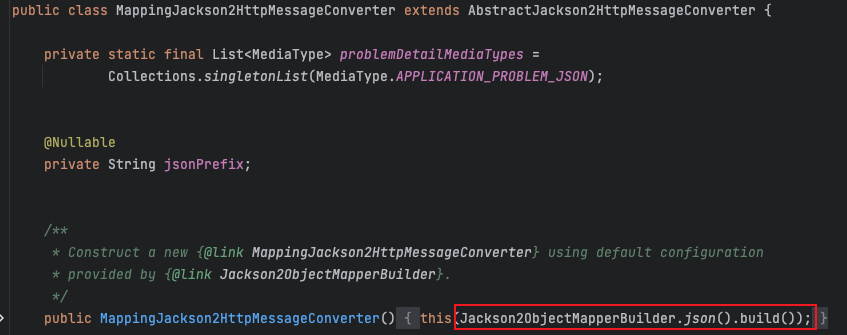 public class MappingJackson2HttpMessageConverter extends AbstractJackson2HttpMessageConverter {
private static final List<MediaType> problemDetailMediaTypes =
Collections.singletonList(MediaType.APPLICATION_PROBLEM_JSON);
@Nullable
private String jsonPrefix;
/**
* Construct a new {@link MappingJackson2HttpMessageConverter} using default configuration
* provided by {@link Jackson2ObjectMapperBuilder}.
*/
public MappingJackson2HttpMessageConverter() { this(Jackson2ObjectMapperBuilder.json().build()); }